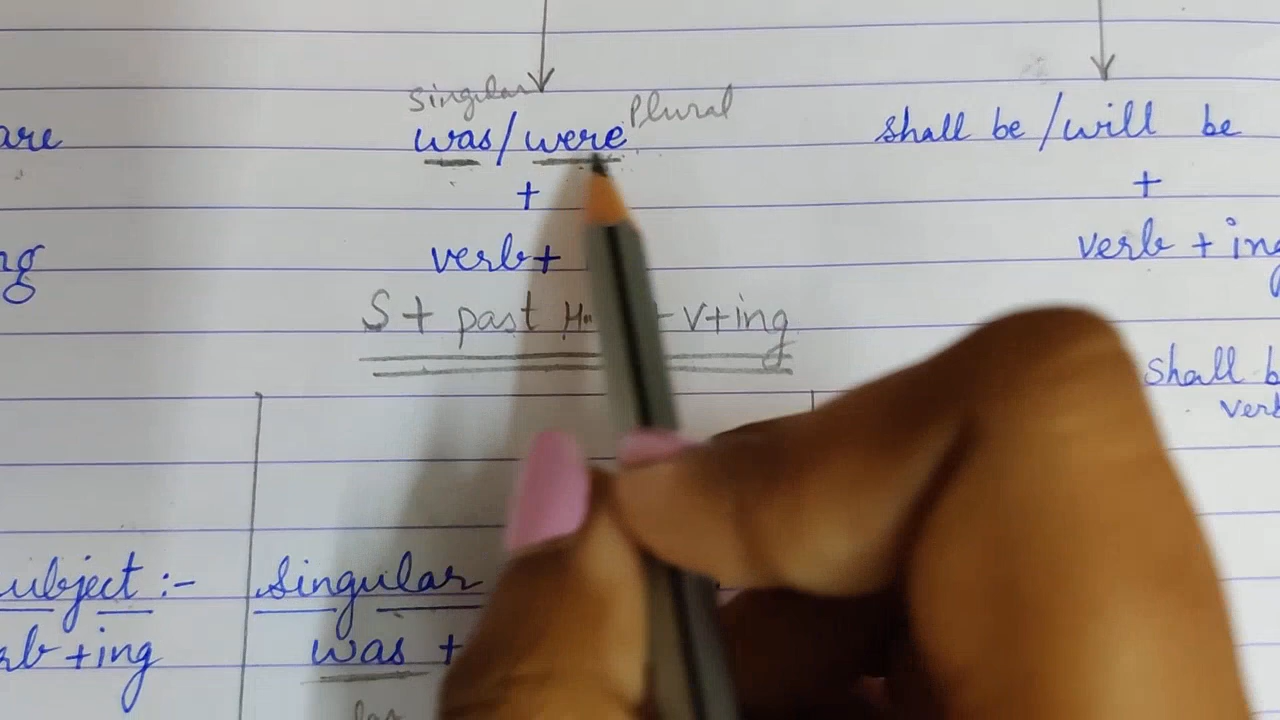 singular Plural
are was/were shall be/will be
+ +
ng verb+ verb + ing
S+ past +V+ing
shall b
verb
ubject :- singular
rb +ing was +